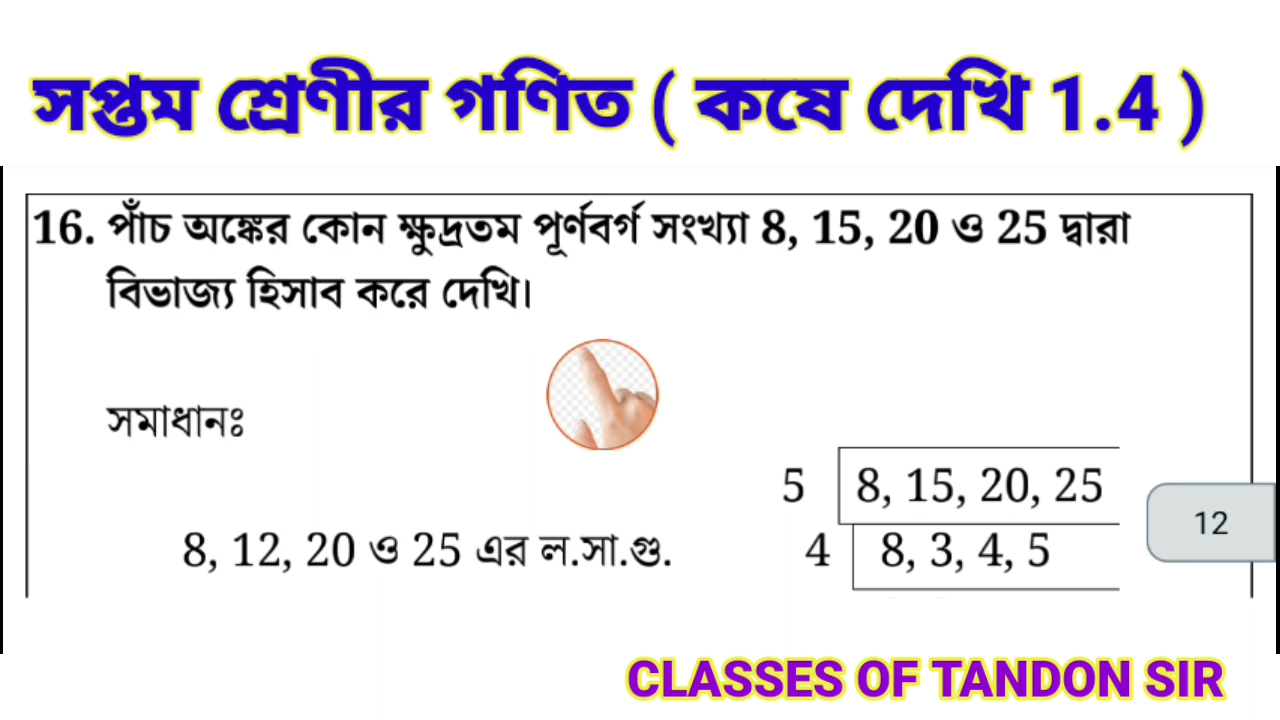 সপ্তম শ্রেণীর গণিত ( কষে দেখি 1.4 )
16. পাঁচ অঙ্কের কোন ক্ষুদ্রতম পূর্ণবর্গ সংখ্যা 8, 15, 20 ও 25 দ্বারা
বিভাজ্য হিসাব করে দেখি।
সমাধানঃ
5 8, 15, 20, 25
12
8, 12, 20 ও 25 এর ল.সা.গু. 4 8, 3, 4, 5
CLASSES OF TANDON SIR